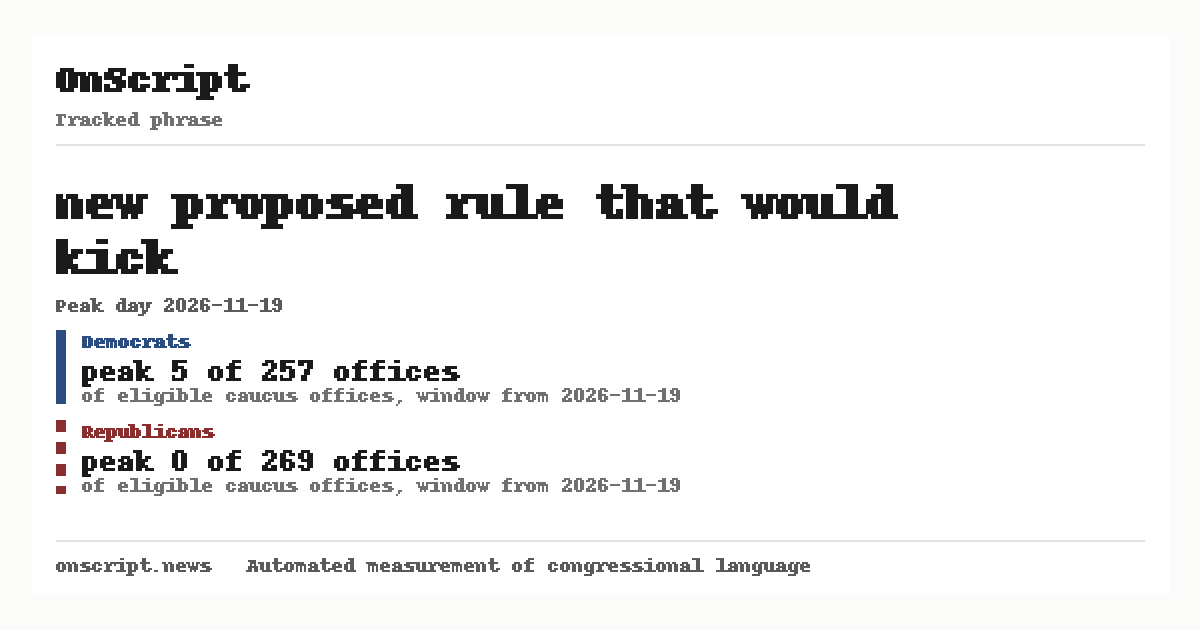 OnScript
Tracked phrase
new proposed rule that would
kick
Peak day 2026-11-19
Democrats
peak 5 of 257 offices
of eligible caucus offices, window from 2026-11-19
Republicans
peak 0 of 269 offices
of eligible caucus offices, window from 2026-11-19
onscript.news Automated measurement of congressional language